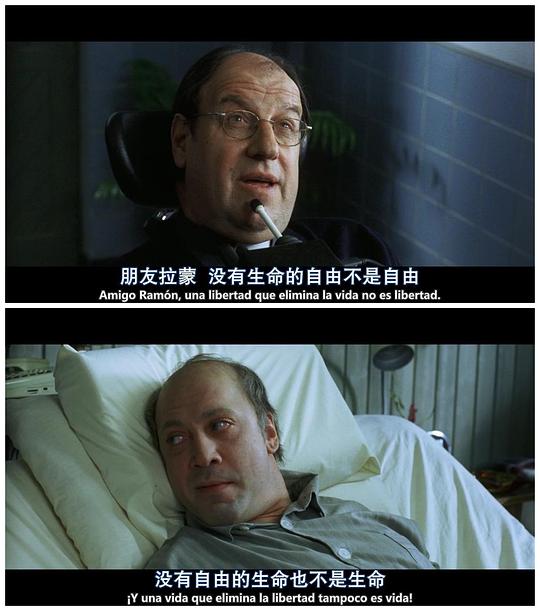 朋友拉蒙 没有生命的自由不是自由
Amigo Ramón, una libertad que elimina la vida no es libertad.
没有自由的生命也不是生命
¡Y una vida que elimina la libertad tampoco es vida!